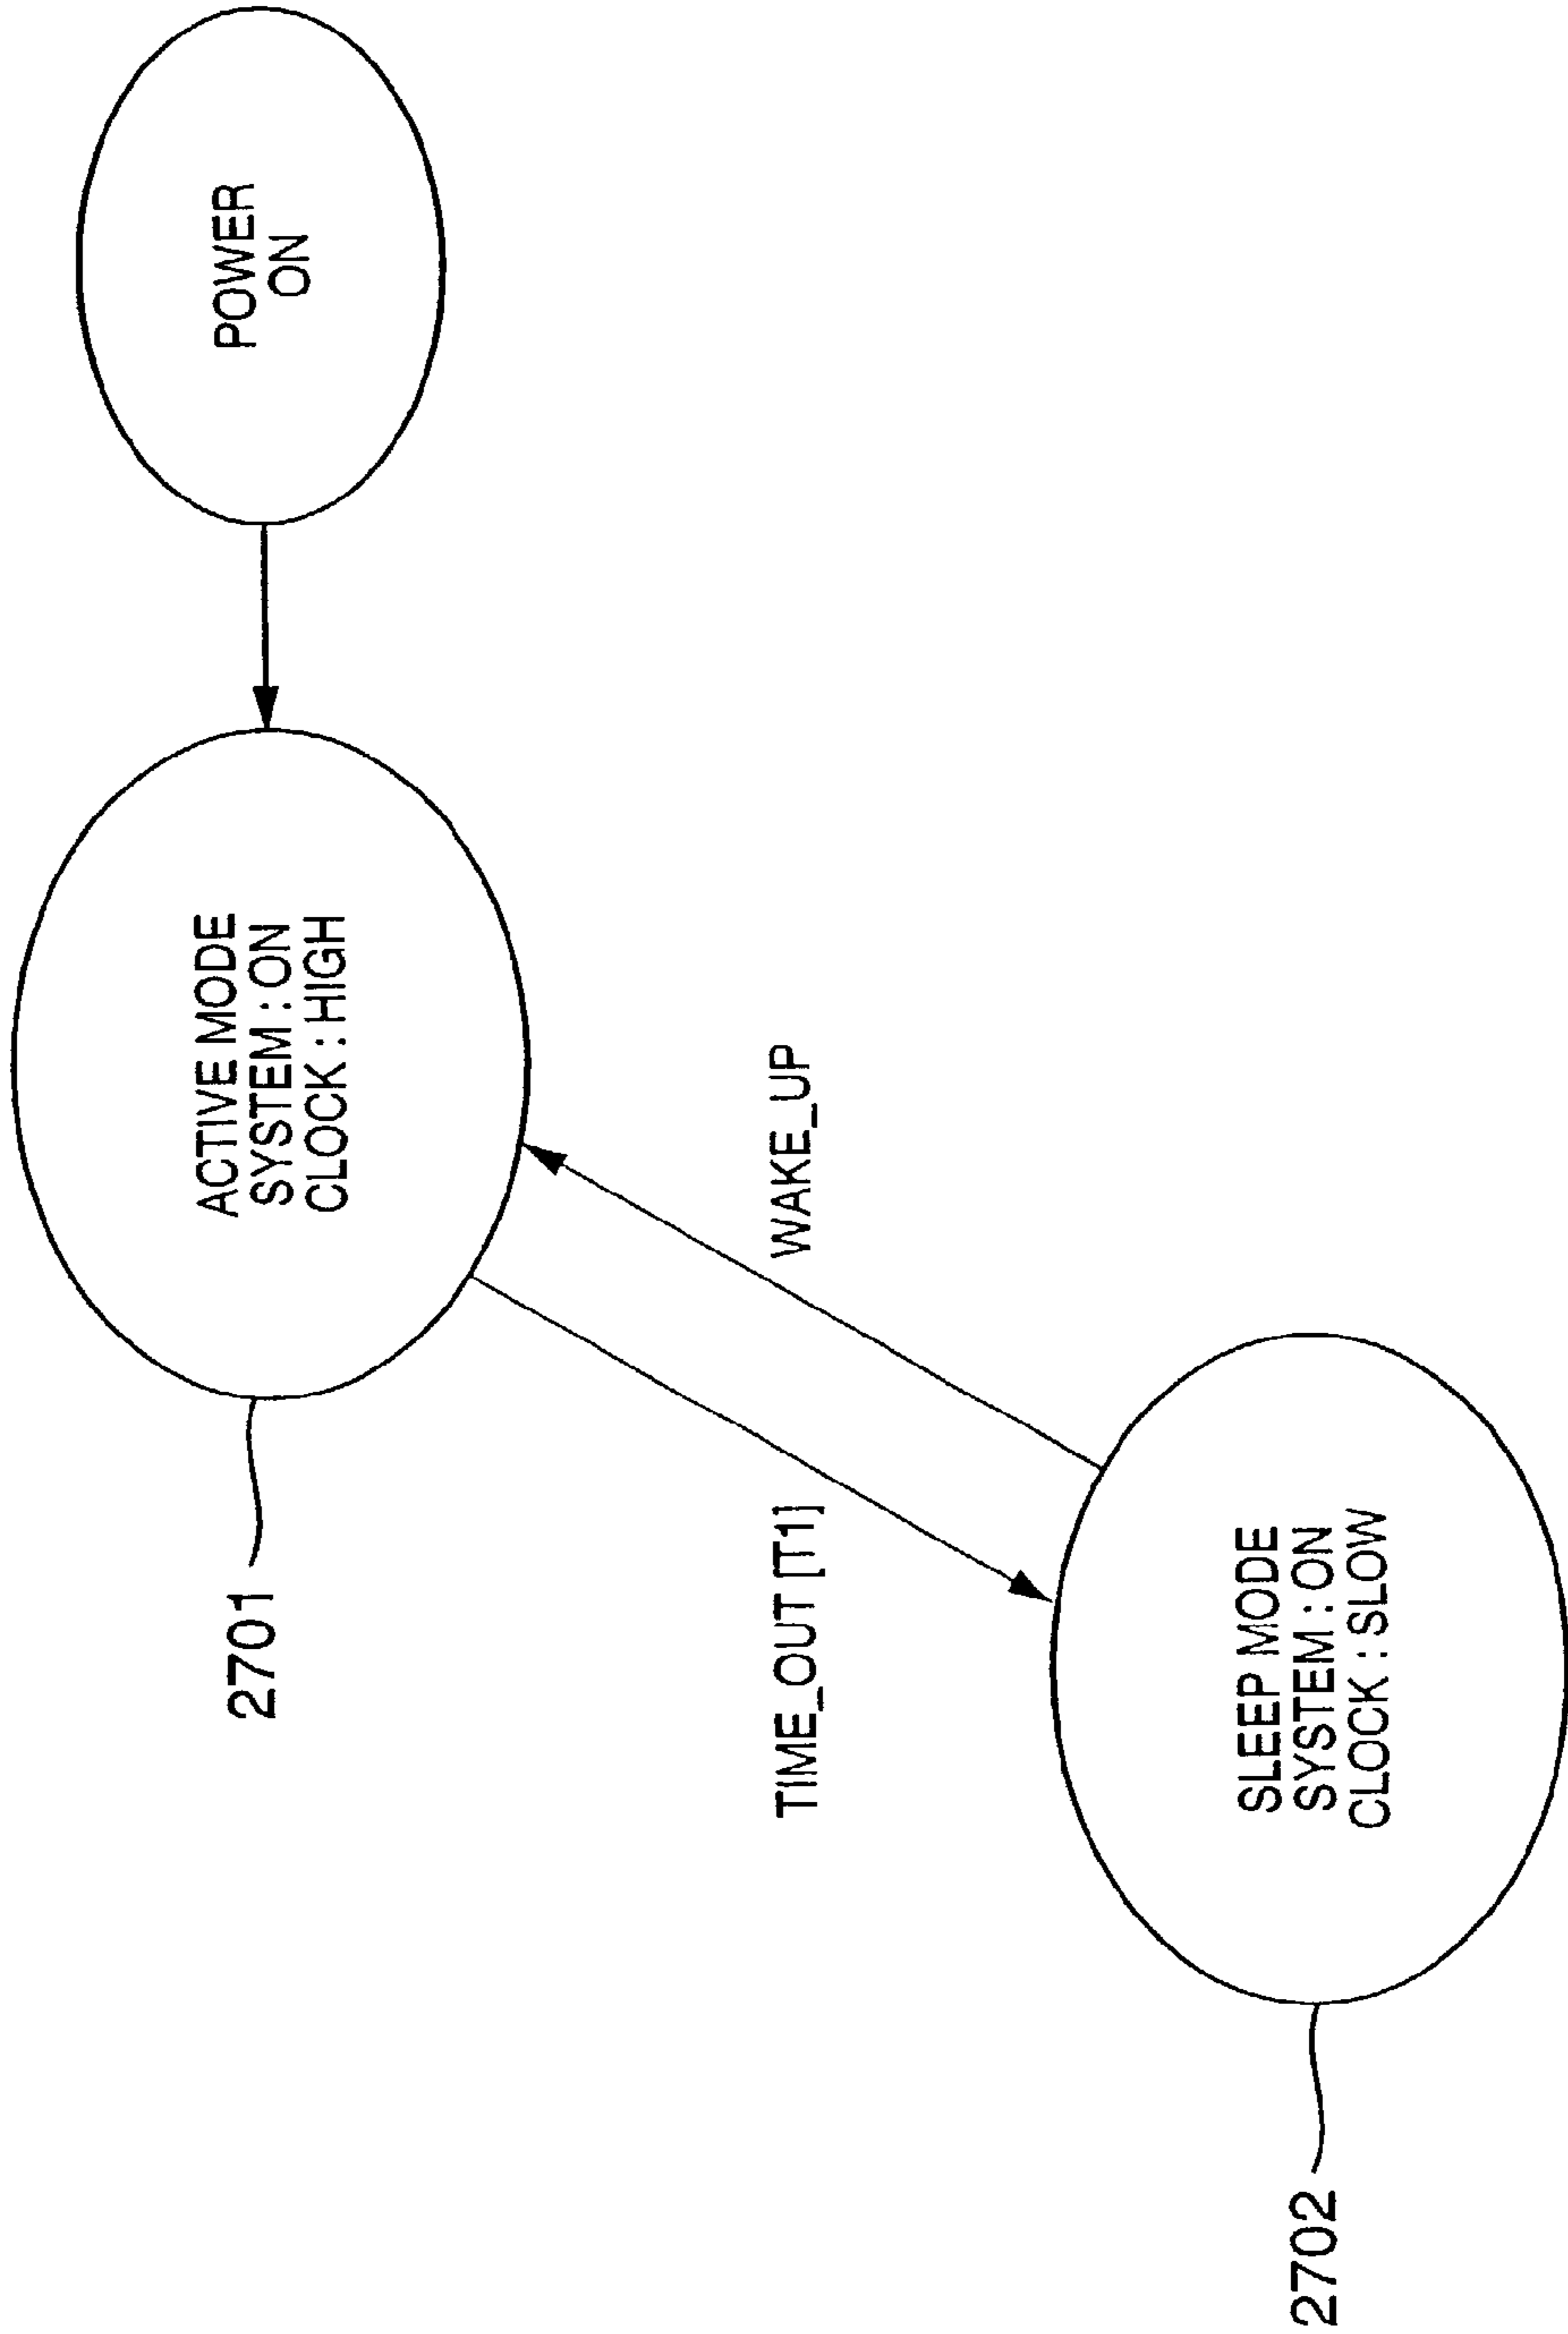 POWER
ON
ACTIVE MODE
SYSTEM : ON
CLOCK : HIGH
2701
WAKE_UP
TIME_OUT [T1]
SLEEP MODE
SYSTEM : ON
CLOCK : SLOW
2702